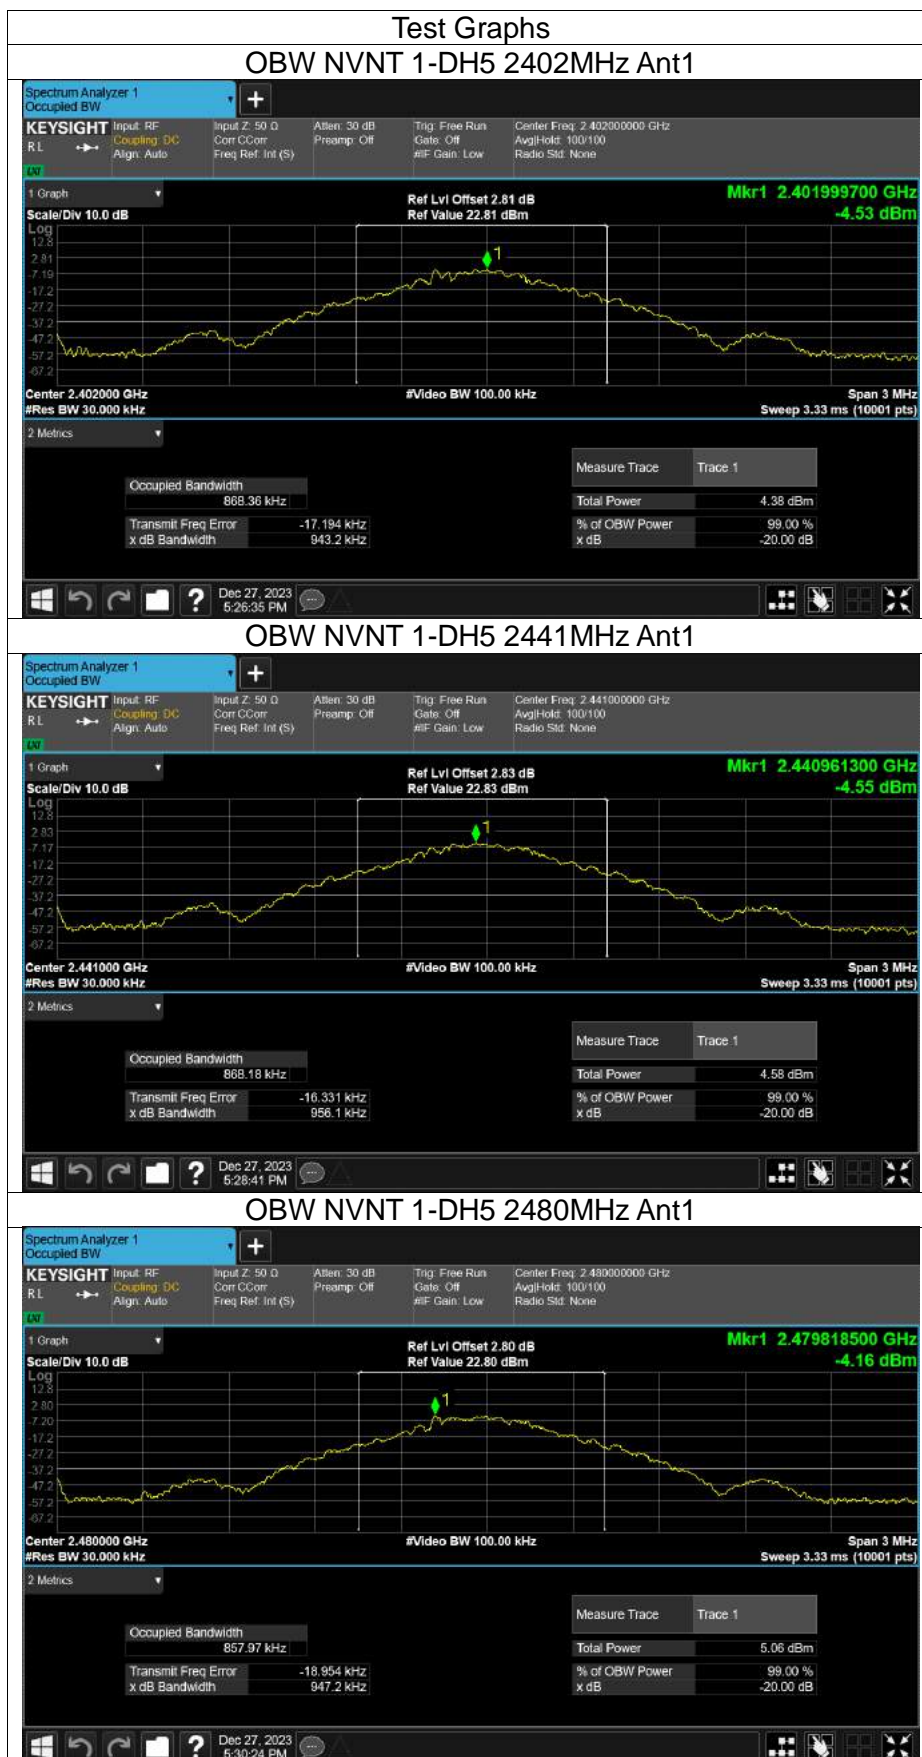 Test Graphs
OBW NVNT 1-DH5 2402MHz Ant1
Spectrum Analyzer 1
Occupied BW
+
KEYSIGHT Input: RF Input Z: 50 Ω Atten: 30 dB Trig: Free Run Center Freq: 2.402000000 GHz
RL Coupling: DC Corr CCorr Preamp: Off Gate: Off Avg|Hold: 100/100
Align: Auto Freq Ref: Int (S) #IF Gain: Low Radio Std: None
LXI
1 Graph Ref Lvl Offset 2.81 dB Mkr1 2.401999700 GHz
Scale/Div 10.0 dB Ref Value 22.81 dBm -4.53 dBm
Log
12.8
2.81
-7.19
-17.2
-27.2
-37.2
-47.2
-57.2
-67.2
1
Center 2.402000 GHz #Video BW 100.00 kHz Span 3 MHz
#Res BW 30.000 kHz Sweep 3.33 ms (10001 pts)
2 Metrics
Measure Trace Trace 1
Occupied Bandwidth
868.36 kHz Total Power 4.38 dBm
Transmit Freq Error -17.194 kHz % of OBW Power 99.00 %
x dB Bandwidth 943.2 kHz x dB -20.00 dB
? Dec 27, 2023
5:26:35 PM
OBW NVNT 1-DH5 2441MHz Ant1
Spectrum Analyzer 1
Occupied BW
+
KEYSIGHT Input: RF Input Z: 50 Ω Atten: 30 dB Trig: Free Run Center Freq: 2.441000000 GHz
RL Coupling: DC Corr CCorr Preamp: Off Gate: Off Avg|Hold: 100/100
Align: Auto Freq Ref: Int (S) #IF Gain: Low Radio Std: None
LXI
1 Graph Ref Lvl Offset 2.83 dB Mkr1 2.440961300 GHz
Scale/Div 10.0 dB Ref Value 22.83 dBm -4.55 dBm
Log
12.8
2.83
-7.17
-17.2
-27.2
-37.2
-47.2
-57.2
-67.2
1
Center 2.441000 GHz #Video BW 100.00 kHz Span 3 MHz
#Res BW 30.000 kHz Sweep 3.33 ms (10001 pts)
2 Metrics
Measure Trace Trace 1
Occupied Bandwidth
868.18 kHz Total Power 4.58 dBm
Transmit Freq Error -16.331 kHz % of OBW Power 99.00 %
x dB Bandwidth 956.1 kHz x dB -20.00 dB
? Dec 27, 2023
5:28:41 PM
OBW NVNT 1-DH5 2480MHz Ant1
Spectrum Analyzer 1
Occupied BW
+
KEYSIGHT Input: RF Input Z: 50 Ω Atten: 30 dB Trig: Free Run Center Freq: 2.480000000 GHz
RL Coupling: DC Corr CCorr Preamp: Off Gate: Off Avg|Hold: 100/100
Align: Auto Freq Ref: Int (S) #IF Gain: Low Radio Std: None
LXI
1 Graph Ref Lvl Offset 2.80 dB Mkr1 2.479818500 GHz
Scale/Div 10.0 dB Ref Value 22.80 dBm -4.16 dBm
Log
12.8
2.80
-7.20
-17.2
-27.2
-37.2
-47.2
-57.2
-67.2
1
Center 2.480000 GHz #Video BW 100.00 kHz Span 3 MHz
#Res BW 30.000 kHz Sweep 3.33 ms (10001 pts)
2 Metrics
Measure Trace Trace 1
Occupied Bandwidth
857.97 kHz Total Power 5.06 dBm
Transmit Freq Error -18.954 kHz % of OBW Power 99.00 %
x dB Bandwidth 947.2 kHz x dB -20.00 dB
? Dec 27, 2023
5:30:24 PM